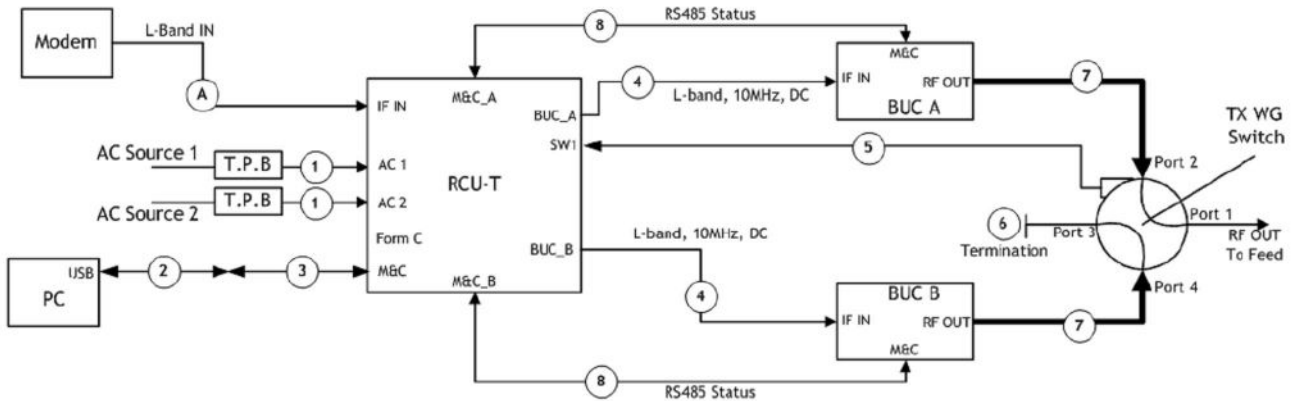 Modem
L-Band IN
A
AC Source 1
T.P.B
1
AC Source 2
T.P.B
1
USB
PC
2
3
IF IN
AC 1
AC 2
Form C
M&C
M&C_A
RCU-T
M&C_B
BUC_A
SW1
BUC_B
8
RS485 Status
4
L-band, 10MHz, DC
M&C
IF IN
RF OUT
BUC A
7
5
TX WG
Switch
Port 2
Port 1
Port 3
Port 4
6
Termination
RF OUT
To Feed
L-band, 10MHz, DC
4
BUC B
IF IN
RF OUT
M&C
7
8
RS485 Status